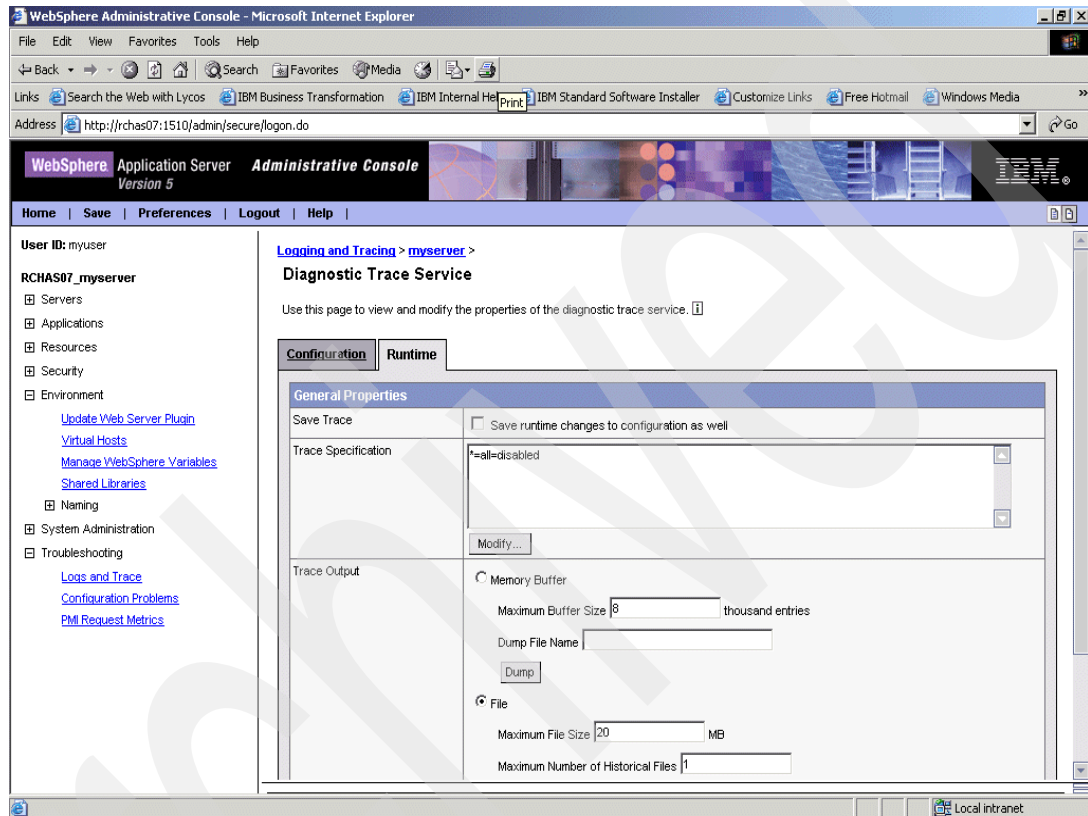 WebSphere Administrative Console - Microsoft Internet Explorer
File Edit View Favorites Tools Help
Back Search Favorites Media
Links Search the Web with Lycos IBM Business Transformation IBM Internal Hel Print IBM Standard Software Installer Customize Links Free Hotmail Windows Media »
Address http://rchas07:1510/admin/secure/logon.do Go
WebSphere Application Server Administrative Console
Version 5
IBM®
Home | Save | Preferences | Logout | Help |
User ID: myuser
RCHAS07_myserver
Servers
Applications
Resources
Security
Environment
Update Web Server Plugin
Virtual Hosts
Manage WebSphere Variables
Shared Libraries
Naming
System Administration
Troubleshooting
Logs and Trace
Configuration Problems
PMI Request Metrics
Logging and Tracing > myserver >
Diagnostic Trace Service
Use this page to view and modify the properties of the diagnostic trace service. i
Configuration Runtime
General Properties
Save Trace Save runtime changes to configuration as well
Trace Specification *=all=disabled
Modify...
Trace Output Memory Buffer
Maximum Buffer Size 8 thousand entries
Dump File Name
Dump
File
Maximum File Size 20 MB
Maximum Number of Historical Files 1
Local intranet